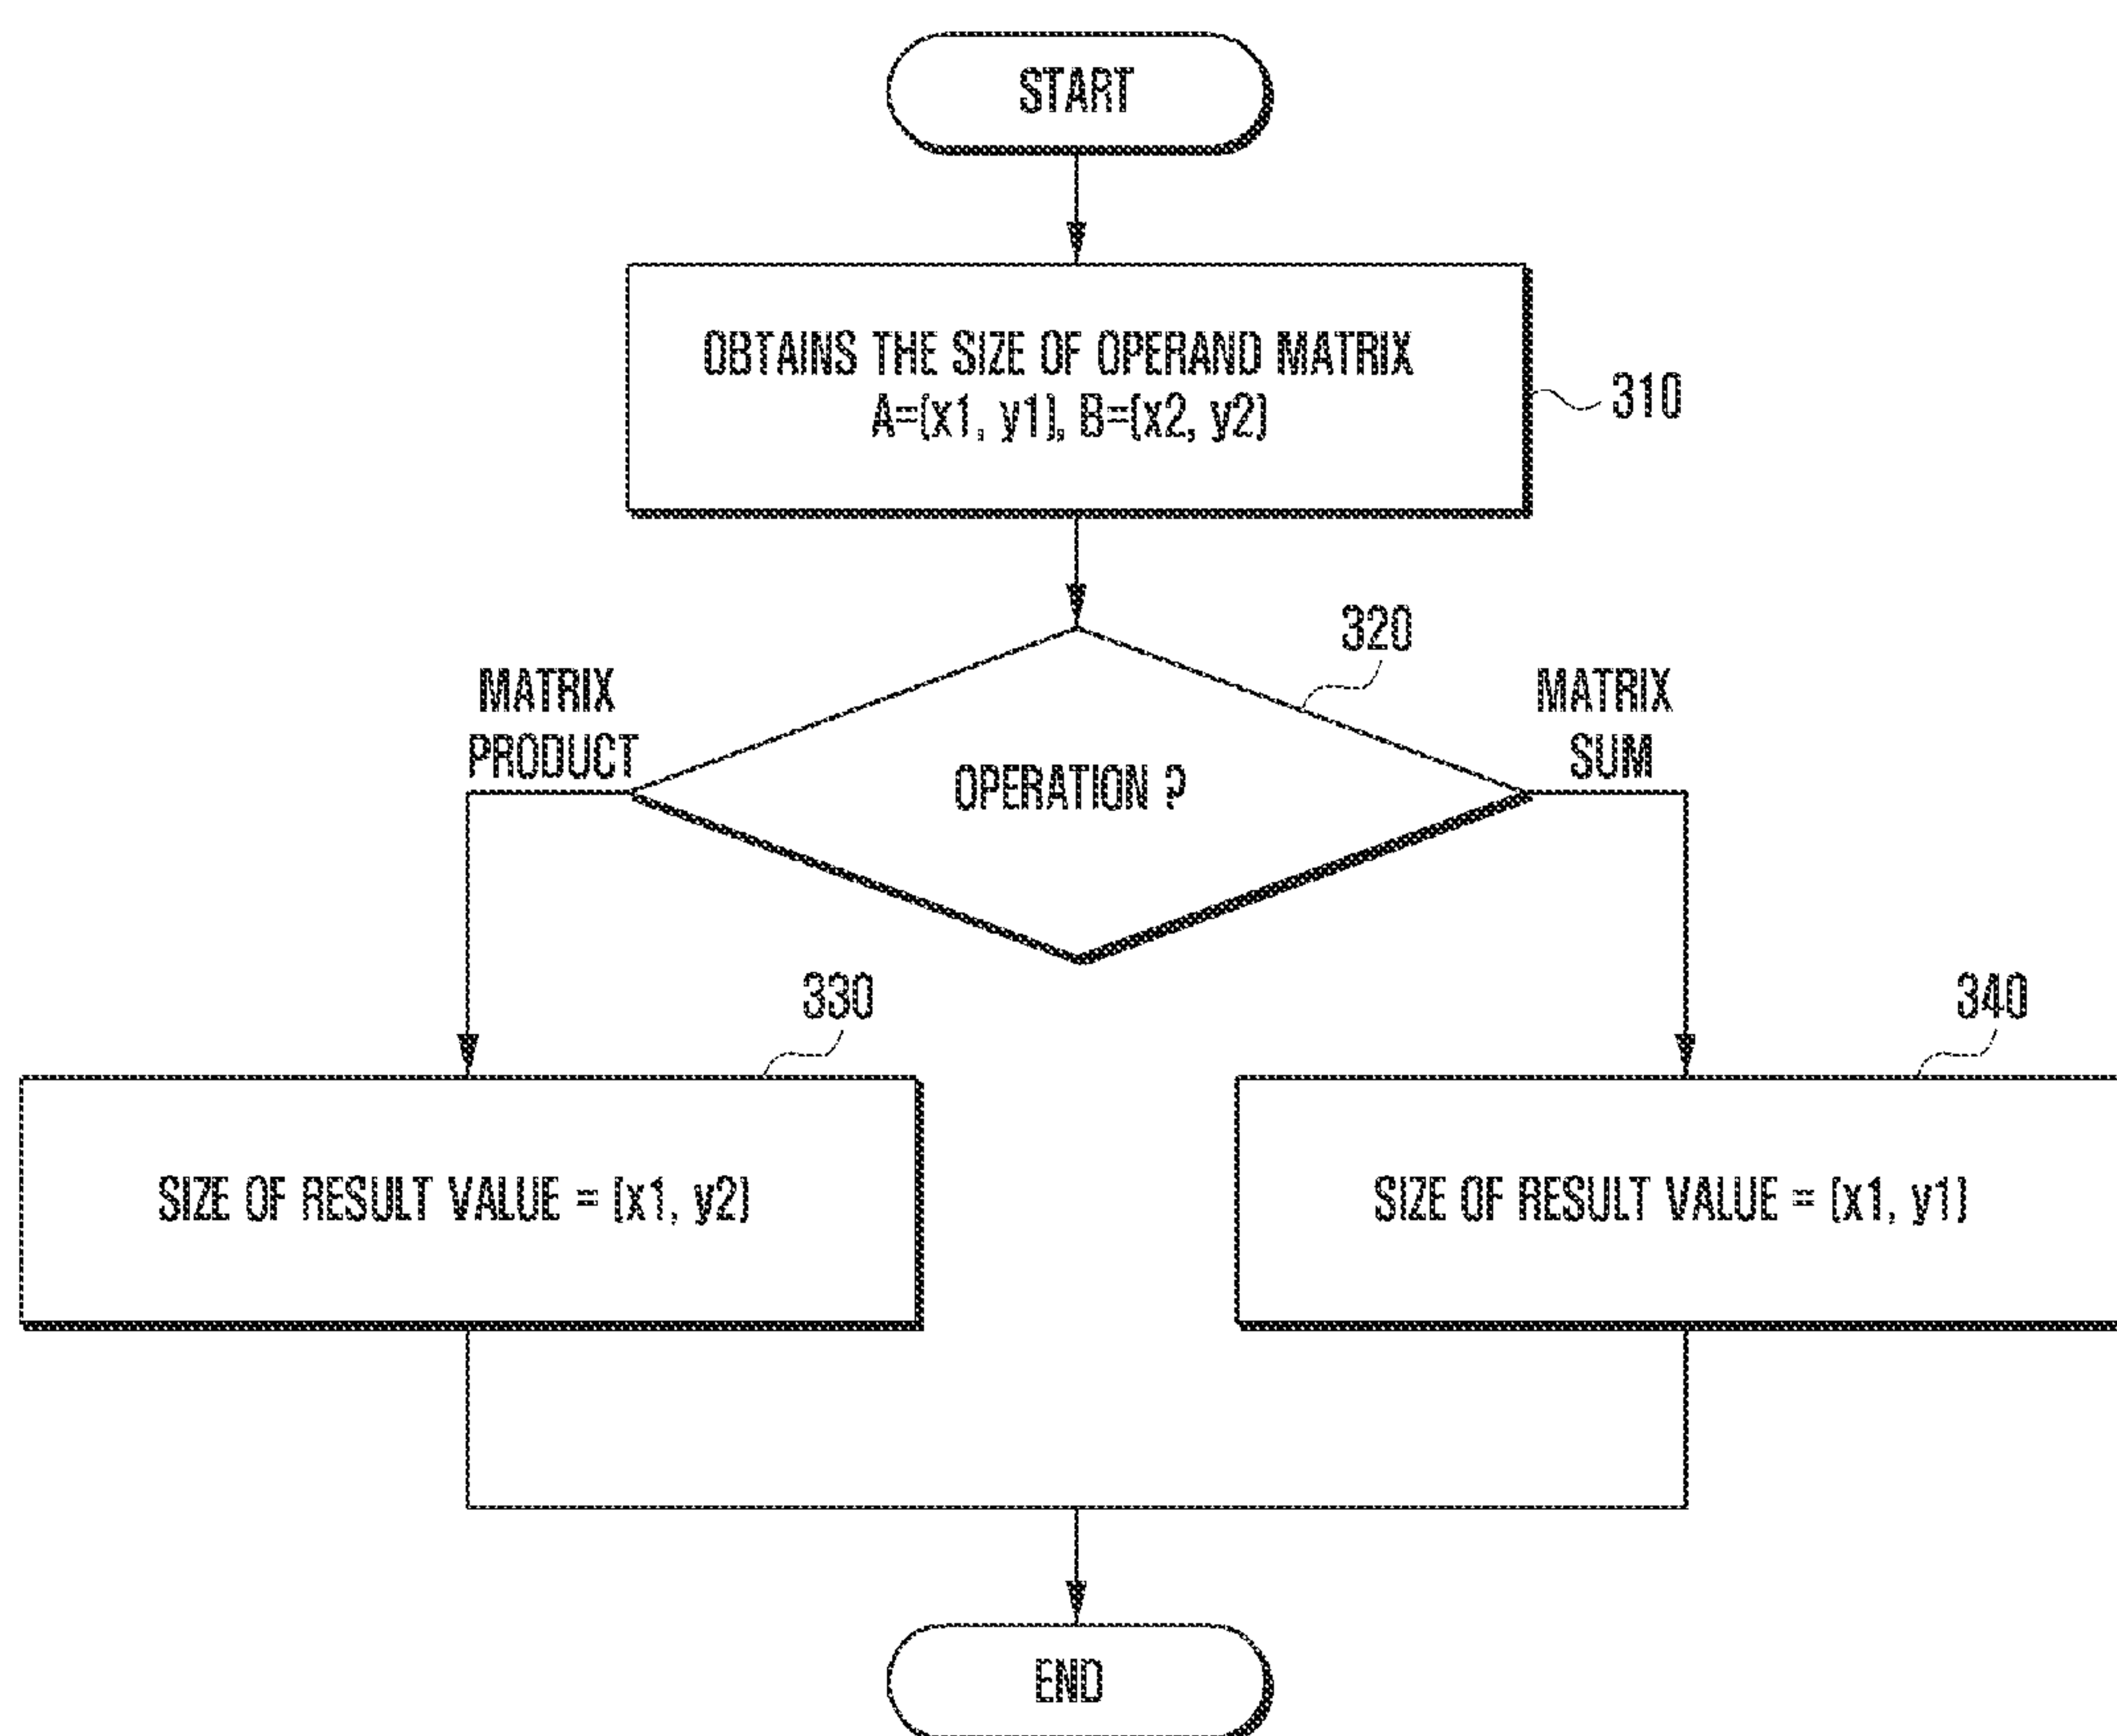 START
OBTAINS THE SIZE OF OPERAND MATRIX
A=(x1, y1), B=(x2, y2)
310
320
MATRIX
PRODUCT
MATRIX
SUM
OPERATION ?
330
340
SIZE OF RESULT VALUE = (x1, y2)
SIZE OF RESULT VALUE = (x1, y1)
END